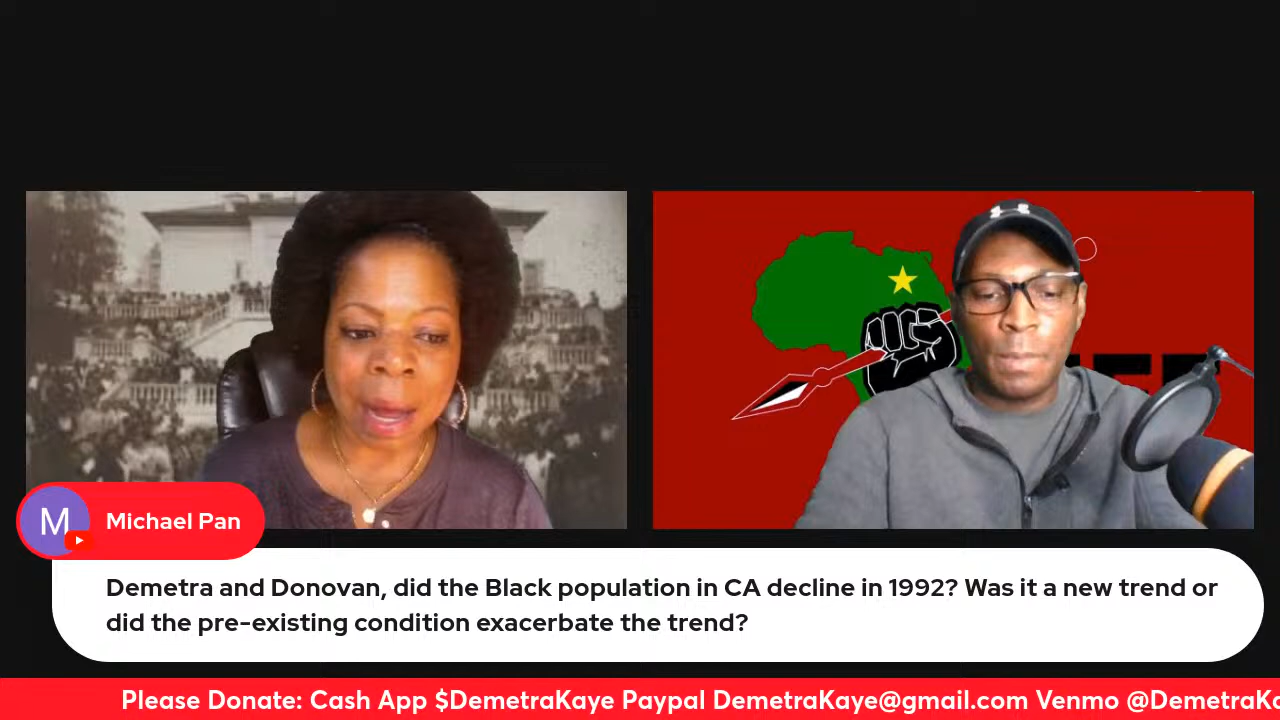 M
Michael Pan
Demetra and Donovan, did the Black population in CA decline in 1992? Was it a new trend or
did the pre-existing condition exacerbate the trend?
Please Donate: Cash App $DemetraKaye Paypal DemetraKaye@gmail.com Venmo @DemetraKa